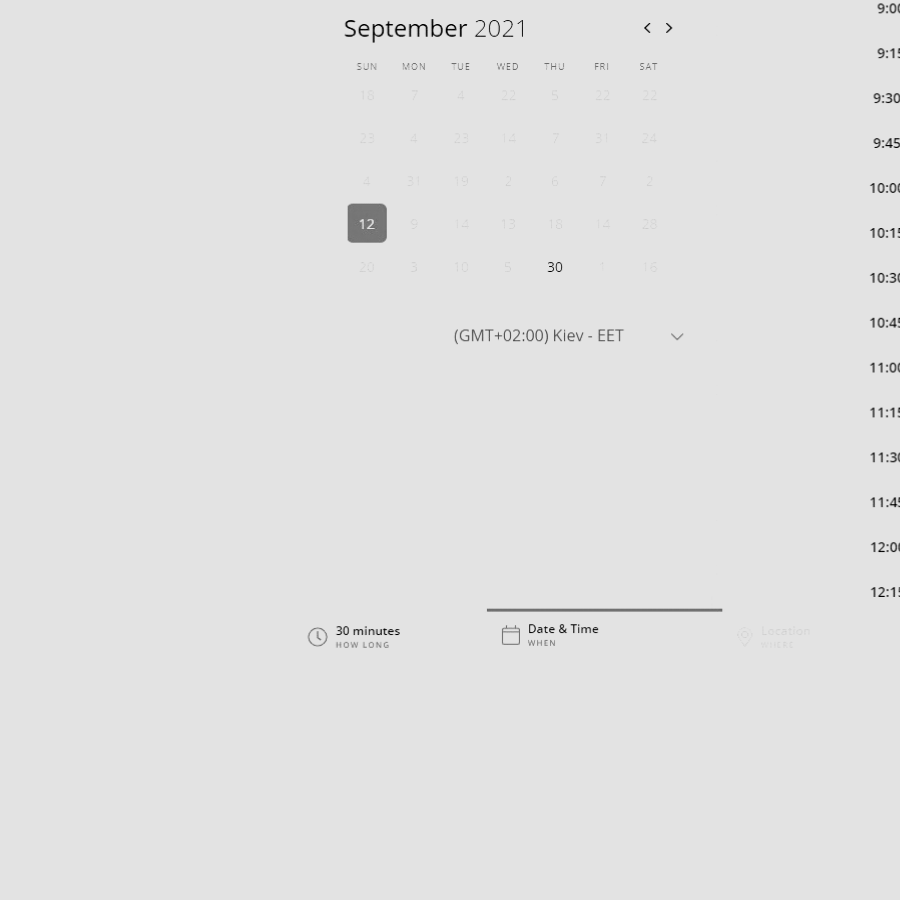 September 2021
SUN MON TUE WED THU FRI SAT
18 7 4 22 5 22 22
23 4 23 14 7 31 24
4 31 19 2 6 7 2
12 9 14 13 18 14 28
20 3 10 5 30 1 16
(GMT+02:00) Kiev - EET
30 minutes
HOW LONG
Date & Time
WHEN
Location
WHERE
9:00
9:15
9:30
9:45
10:00
10:15
10:30
10:45
11:00
11:15
11:30
11:45
12:00
12:15